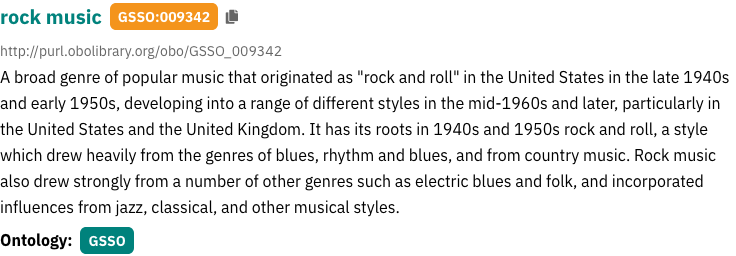 rock music GSSO:009342
http://purl.obolibrary.org/obo/GSSO_009342
A broad genre of popular music that originated as "rock and roll" in the United States in the late 1940s
and early 1950s, developing into a range of different styles in the mid-1960s and later, particularly in
the United States and the United Kingdom. It has its roots in 1940s and 1950s rock and roll, a style
which drew heavily from the genres of blues, rhythm and blues, and from country music. Rock music
also drew strongly from a number of other genres such as electric blues and folk, and incorporated
influences from jazz, classical, and other musical styles.
Ontology: GSSO